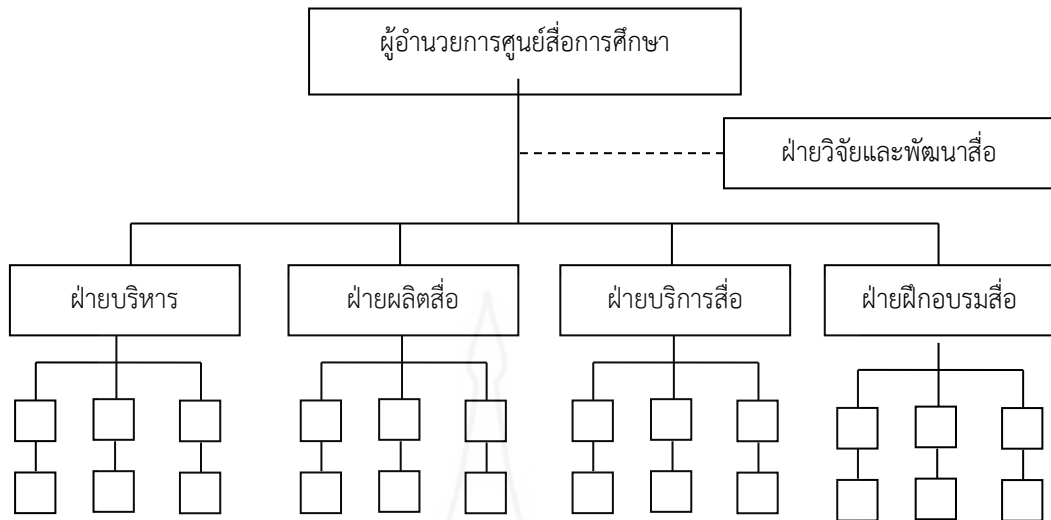 ผู้อำนวยการศูนย์สื่อการศึกษา
ฝ่ายวิจัยและพัฒนาสื่อ
ฝ่ายบริหาร
ฝ่ายผลิตสื่อ
ฝ่ายบริการสื่อ
ฝ่ายฝึกอบรมสื่อ